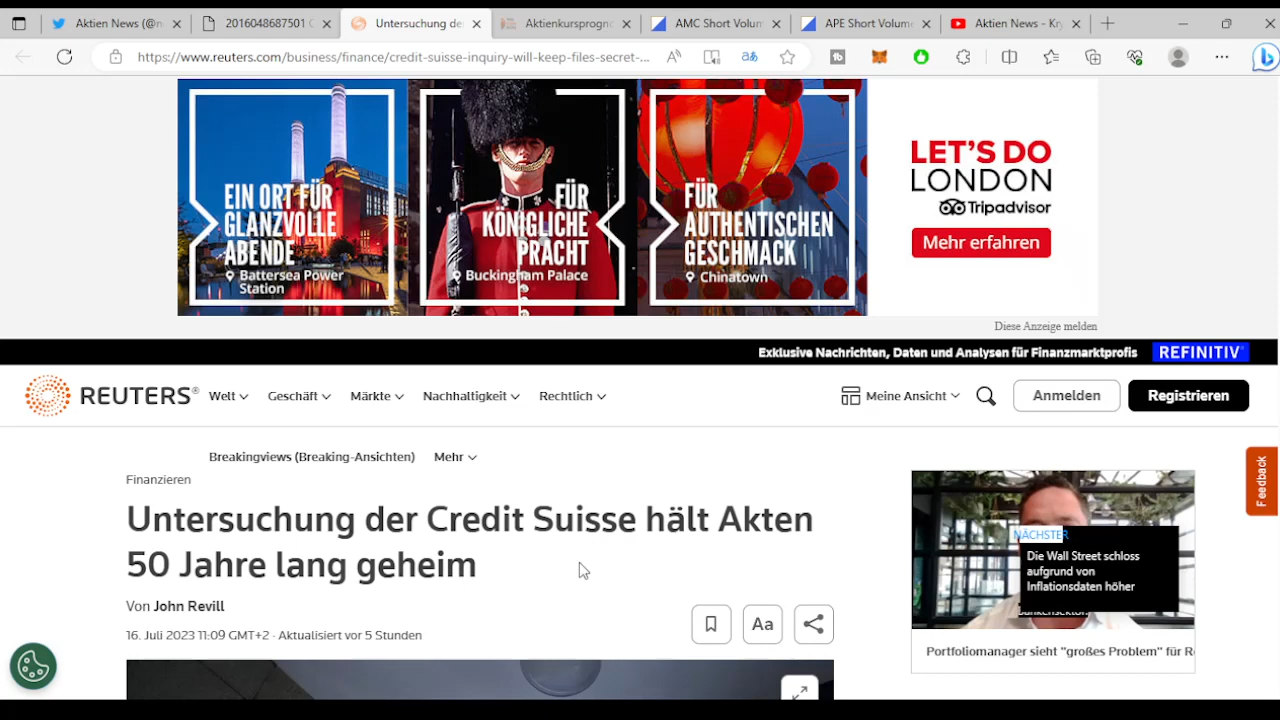 Aktien News (@n
2016048687501 C
Untersuchung de
Aktienkursprogno
AMC Short Volum
APE Short Volume
Aktien News - Kr
https://www.reuters.com/business/finance/credit-suisse-inquiry-will-keep-files-secret-...
EIN ORT FÜR
GLANZVOLLE
ABENDE
Battersea Power
Station
FÜR
KÖNIGLICHE
PRACHT
Buckingham Palace
FÜR
AUTHENTISCHEN
GESCHMACK
Chinatown
LET'S DO
LONDON
Tripadvisor
Mehr erfahren
Diese Anzeige melden
Exklusive Nachrichten, Daten und Analysen für Finanzmarktprofis REFINITIV
REUTERS® Welt Geschäft Märkte Nachhaltigkeit Rechtlich Meine Ansicht Anmelden Registrieren
Breakingviews (Breaking-Ansichten) Mehr
Finanzieren
Untersuchung der Credit Suisse hält Akten
50 Jahre lang geheim
Von John Revill
16. Juli 2023 11:09 GMT+2 · Aktualisiert vor 5 Stunden
Aa
NÄCHSTER
Die Wall Street schloss
aufgrund von
Inflationsdaten höher
Bankensektor.
Portfoliomanager sieht "großes Problem" für R
Feedback